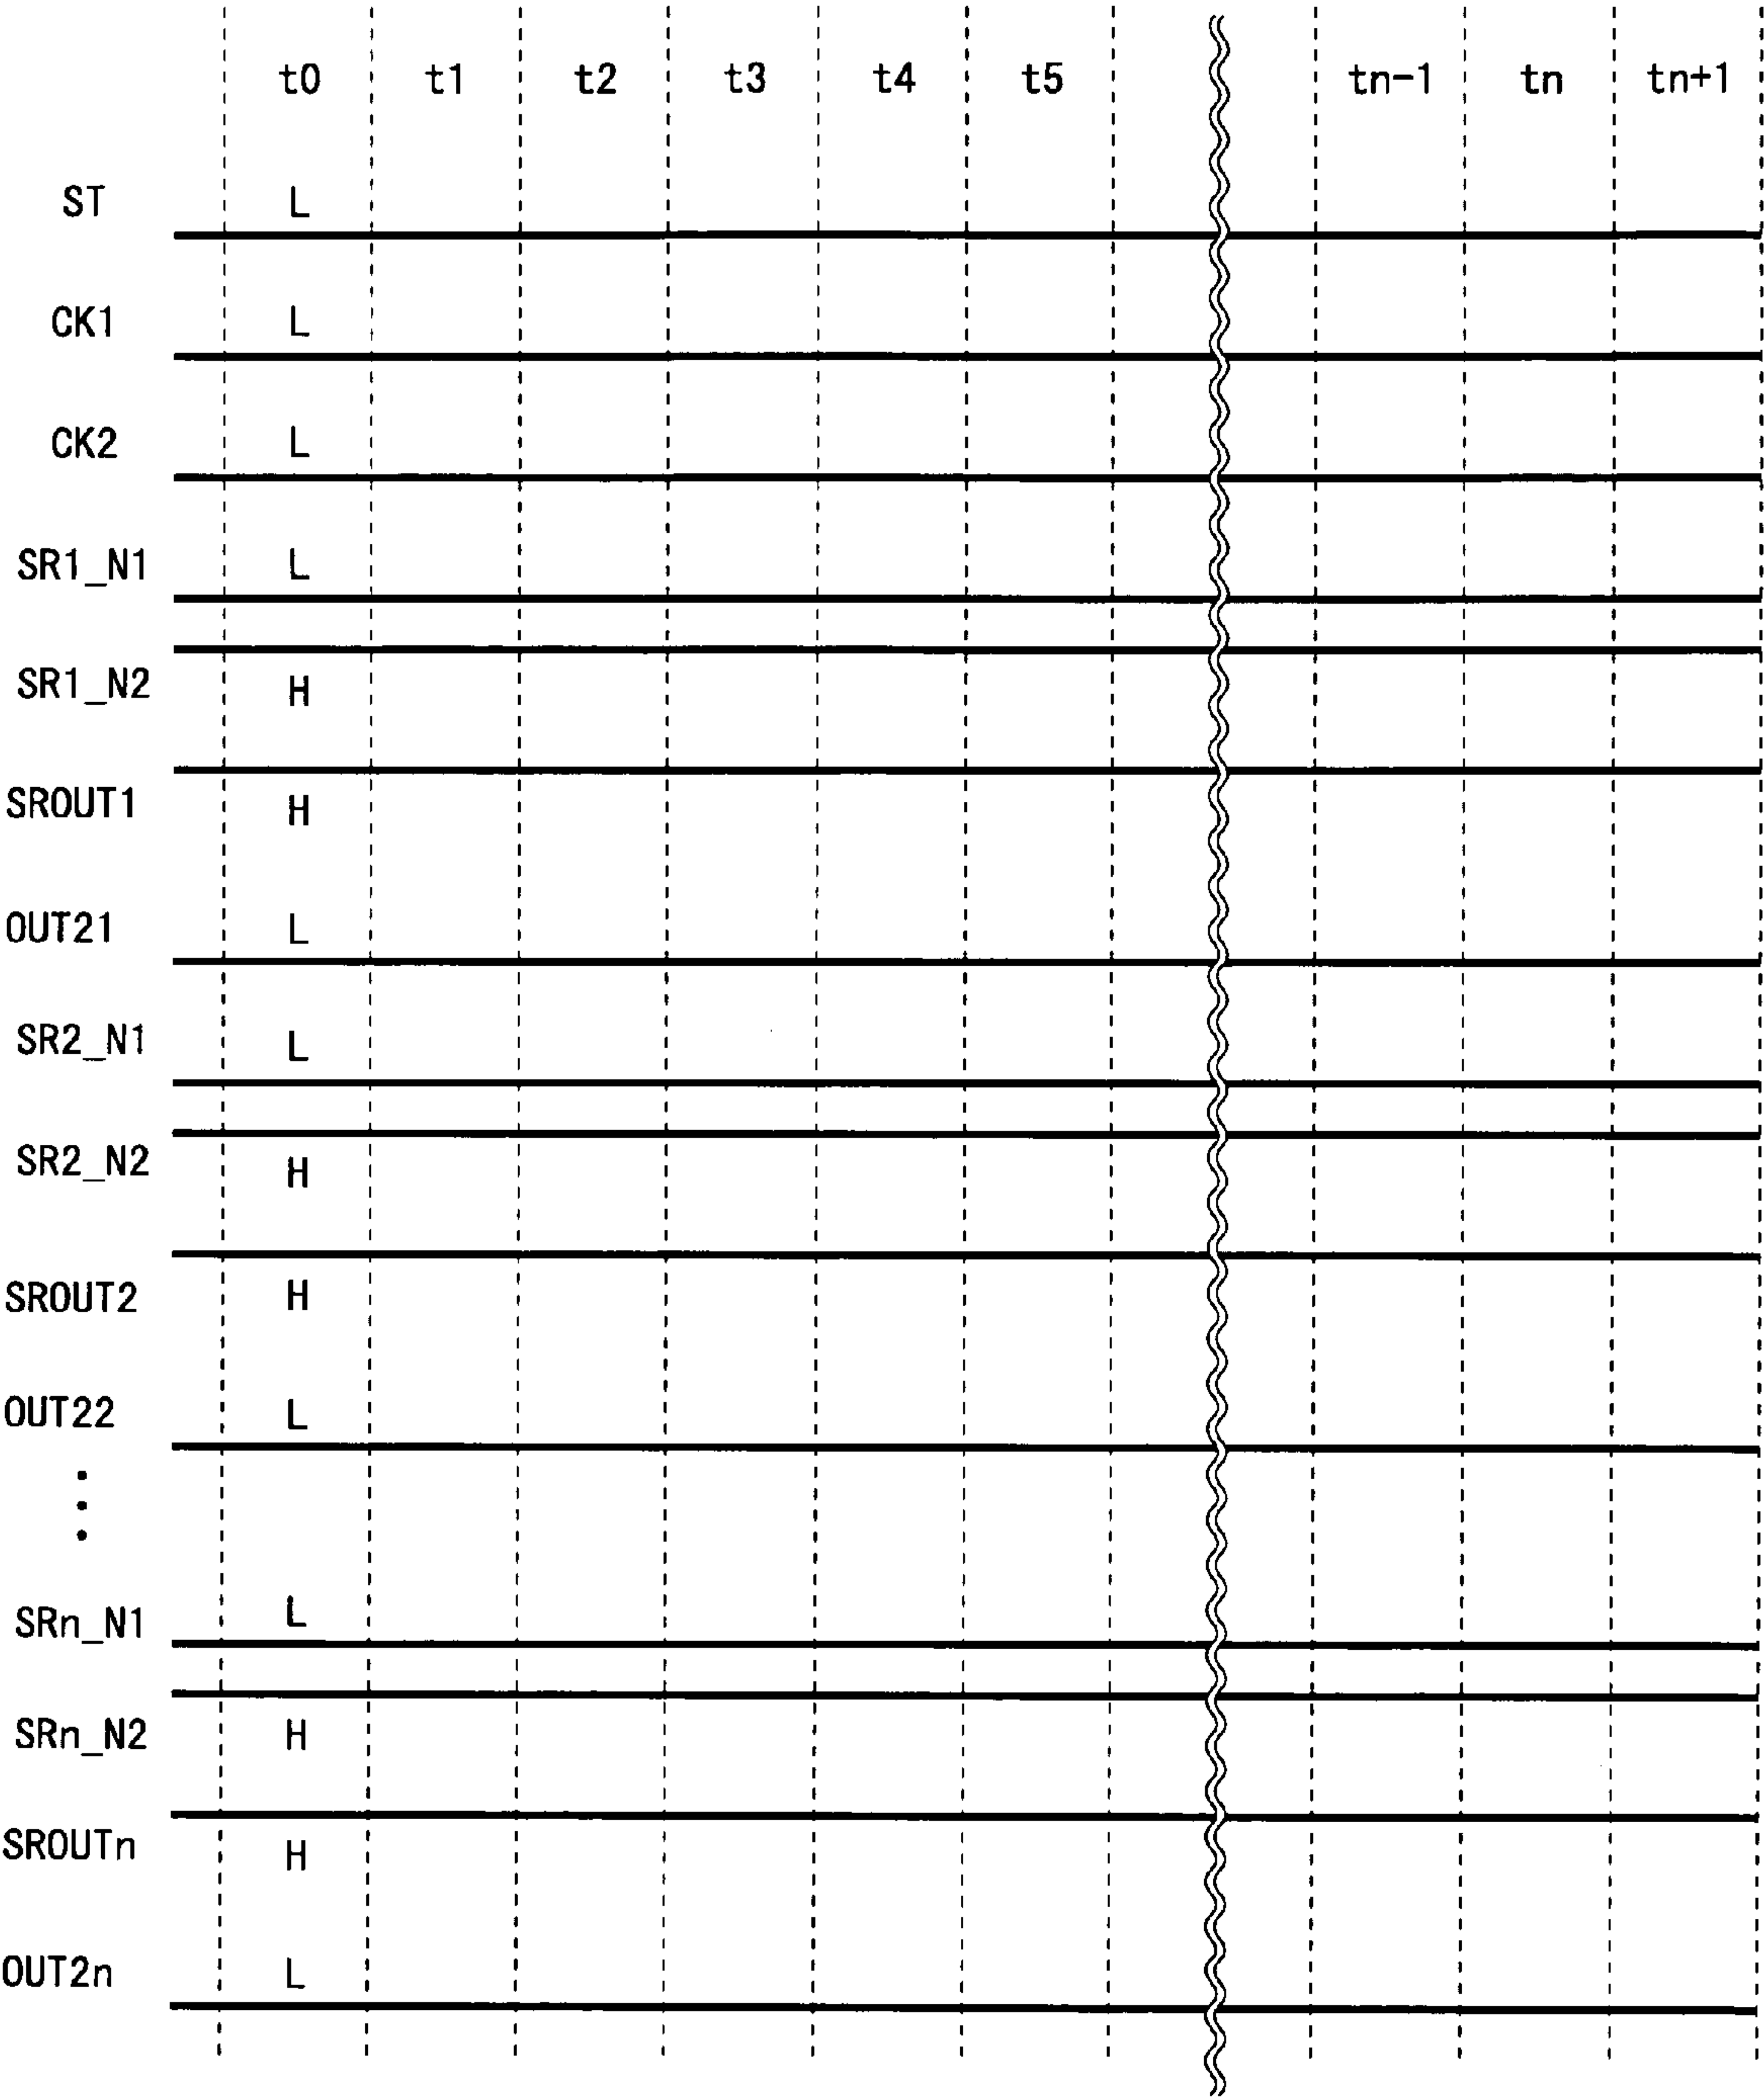 t0 t1 t2 t3 t4 t5 tn-1 tn tn+1
ST L
CK1 L
CK2 L
SR1_N1 L
SR1_N2 H
SROUT1 H
OUT21 L
SR2_N1 L
SR2_N2 H
SROUT2 H
OUT22 L
SRn_N1 L
SRn_N2 H
SROUTn H
OUT2n L